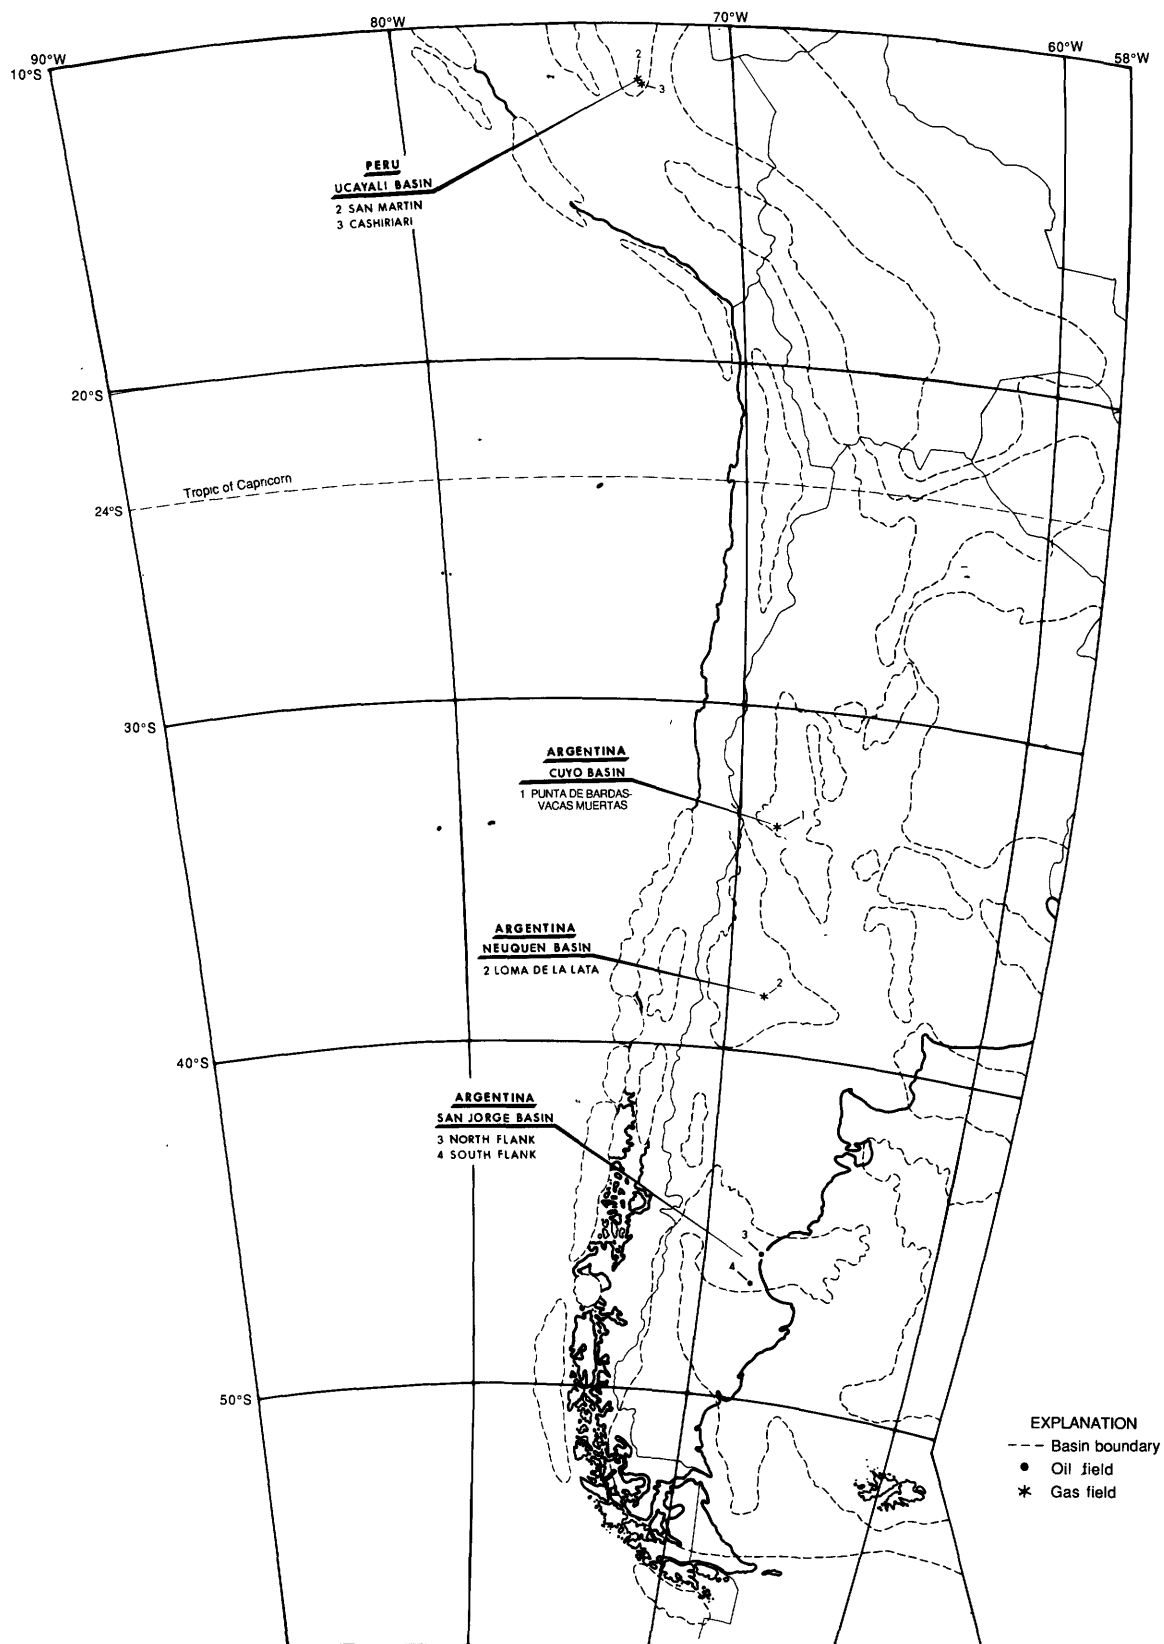 80°W
70°W
90°W
60°W
58°W
10°S
1
2
3
PERU
UCAYALI BASIN
2 SAN MARTIN
3 CASHIRIARI
20°S
Tropic of Capricorn
24°S
30°S
ARGENTINA
CUYO BASIN
1 PUNTA DE BARDAS-
VACAS MUERTAS
1
ARGENTINA
NEUQUEN BASIN
2 LOMA DE LA LATA
2
40°S
ARGENTINA
SAN JORGE BASIN
3 NORTH FLANK
4 SOUTH FLANK
3
4
50°S
EXPLANATION
Basin boundary
Oil field
Gas field